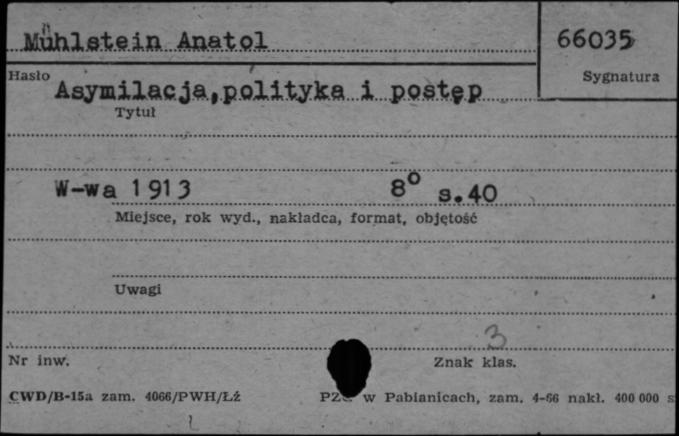 Mühlstein Anatol 66035
Hasło Sygnatura
Asymilacja, polityka i postęp
Tytuł
W-wa 1913 8° s.40
Miejsce, rok wyd., nakładca, format, objętość
Uwagi
3
Nr inw. Znak klas.
CWD/B-15a zam. 4066/PWH/Łź w Pabianicach, zam. 4-66 nakł. 400 000 s